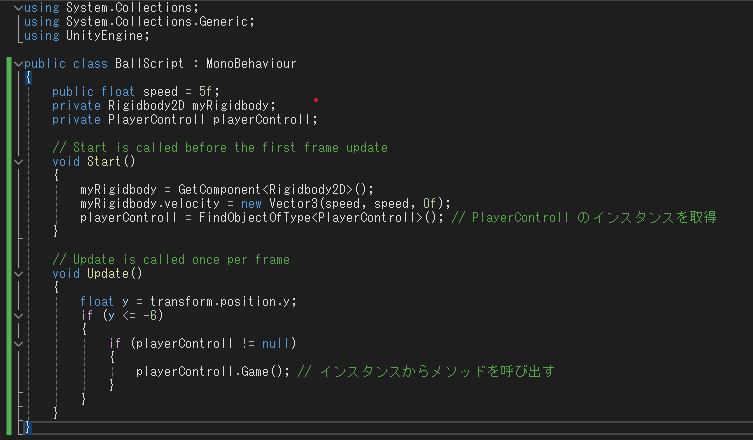 using System.Collections;
using System.Collections.Generic;
using UnityEngine;

public class BallScript : MonoBehaviour
{
    public float speed = 5f;
    private Rigidbody2D myRigidbody;
    private PlayerControll playerControll;

    // Start is called before the first frame update
    void Start()
    {
        myRigidbody = GetComponent<Rigidbody2D>();
        myRigidbody.velocity = new Vector3(speed, speed, 0f);
        playerControll = FindObjectOfType<PlayerControll>(); // PlayerControll のインスタンスを取得
    }

    // Update is called once per frame
    void Update()
    {
        float y = transform.position.y;
        if (y <= -6)
        {
            if (playerControll != null)
            {
                playerControll.Game(); // インスタンスからメソッドを呼び出す
            }
        }
    }
}